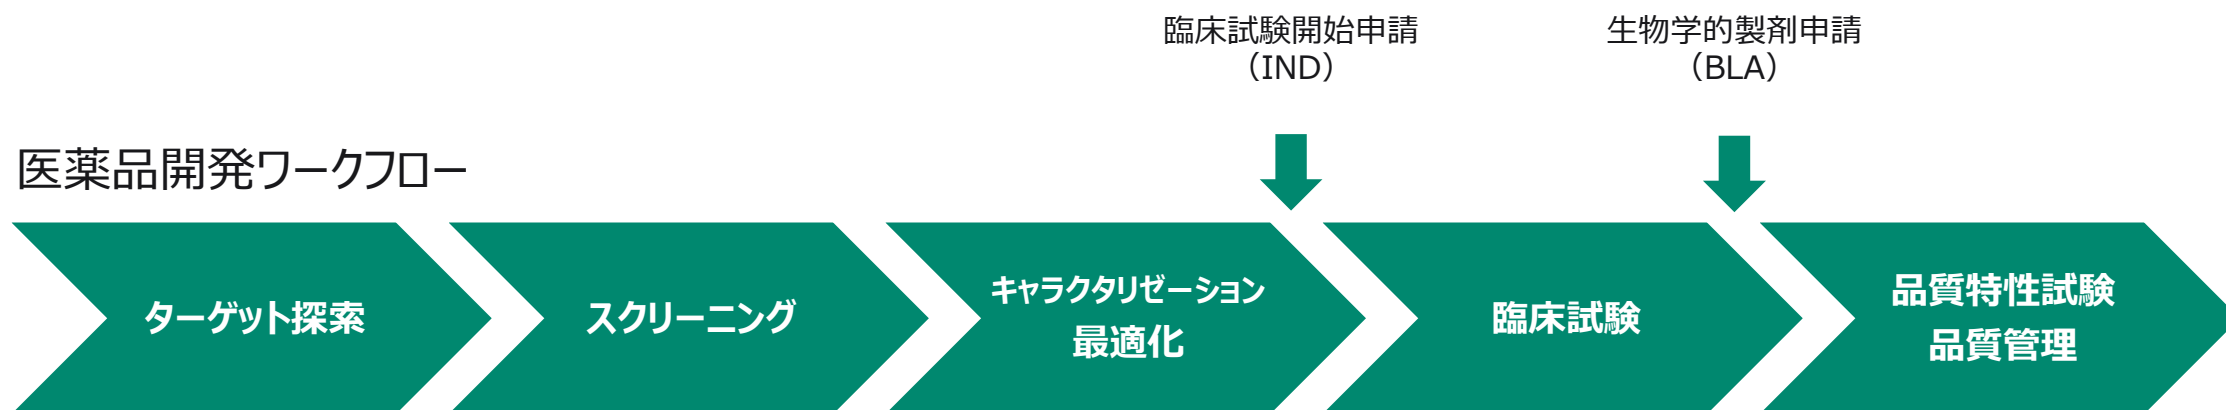 臨床試験開始申請
（IND）
生物学的製剤申請
（BLA）
医薬品開発ワークフロー
ターゲット探索
スクリーニング
キャラクタリゼーション
最適化
臨床試験
品質特性試験
品質管理